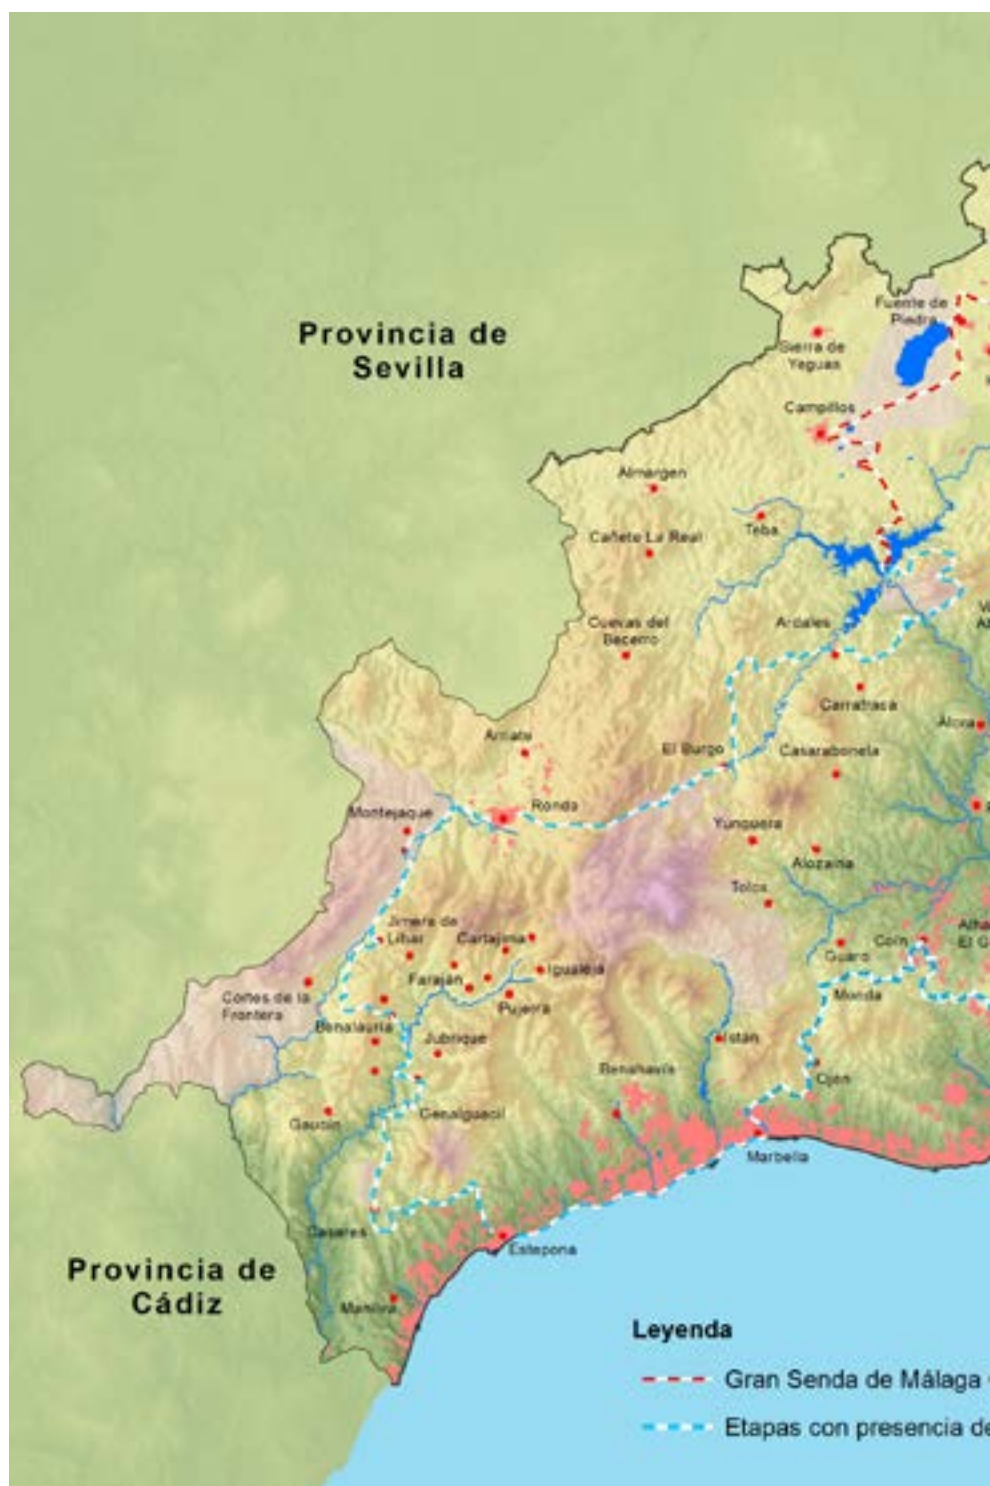 Provincia de
Sevilla
Fuente de
Piedra
Sierra de
Yeguas
Campillos
Almargen
Teba
Cañete La Real
Cuevas del
Becerro
Ardales
Carratraca
Álora
Arriate
El Burgo
Casarabonela
Ronda
Montejaque
Yunquera
Alozaina
Tolox
Jimera de
Líbar
Cartajima
Coín
Guaro
Faraján
Igualeja
Pujerra
Monda
Cortes de la
Frontera
Benalauría
Jubrique
Istán
Benahavís
Ojén
Genalguacil
Gaucín
Marbella
Casares
Estepona
Provincia de
Cádiz
Manilva
Leyenda
Gran Senda de Málaga
Etapas con presencia de